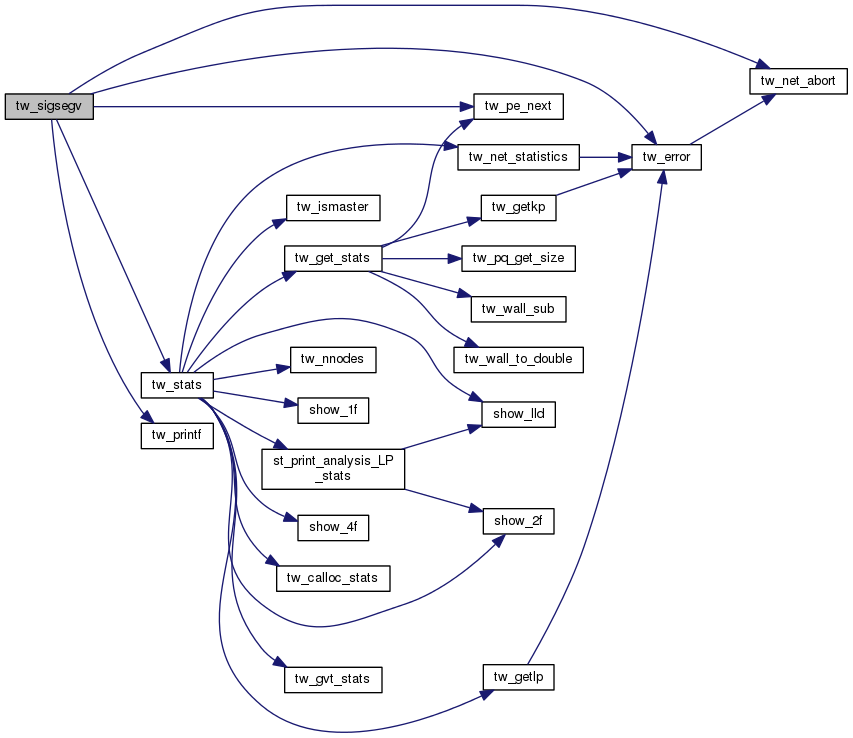 tw_sigsegv
tw_net_abort
tw_pe_next
tw_net_statistics
tw_error
tw_ismaster
tw_getkp
tw_get_stats
tw_pq_get_size
tw_wall_sub
tw_nnodes
tw_wall_to_double
tw_stats
show_1f
show_lld
tw_printf
st_print_analysis_LP
_stats
show_4f
show_2f
tw_calloc_stats
tw_gvt_stats
tw_getlp